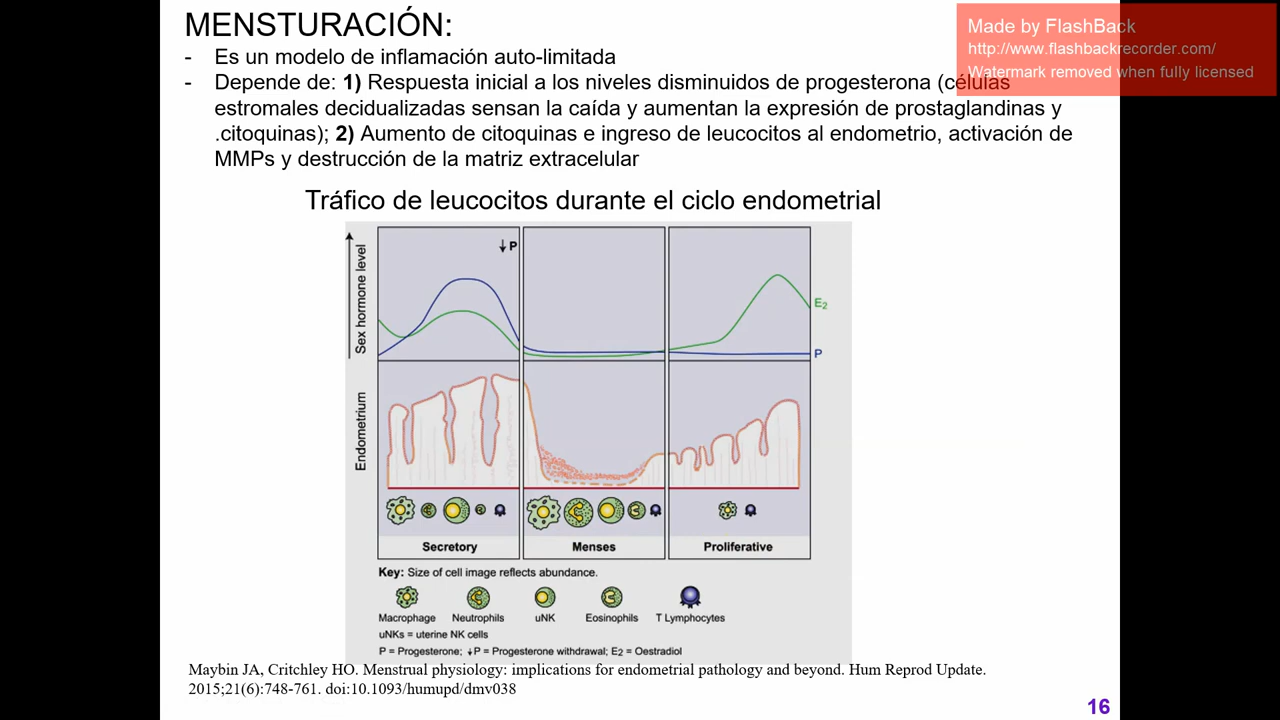 MENSTURACIÓN:
Made by FlashBack
http://www.flashbackrecorder.com/
Watermark removed when fully licensed
- Es un modelo de inflamación auto-limitada
- Depende de: 1) Respuesta inicial a los niveles disminuidos de progesterona (células
estromales decidualizadas sensan la caída y aumentan la expresión de prostaglandinas y
.citoquinas); 2) Aumento de citoquinas e ingreso de leucocitos al endometrio, activación de
MMPs y destrucción de la matriz extracelular
Tráfico de leucocitos durante el ciclo endometrial
Sex hormone level
↓P
E2
P
Endometrium
Secretory
Menses
Proliferative
Key: Size of cell image reflects abundance.
Macrophage Neutrophils uNK Eosinophils T Lymphocytes
uNKs = uterine NK cells
P = Progesterone; ↓P = Progesterone withdrawal; E2 = Oestradiol
Maybin JA, Critchley HO. Menstrual physiology: implications for endometrial pathology and beyond. Hum Reprod Update.
2015;21(6):748-761. doi:10.1093/humupd/dmv038
16